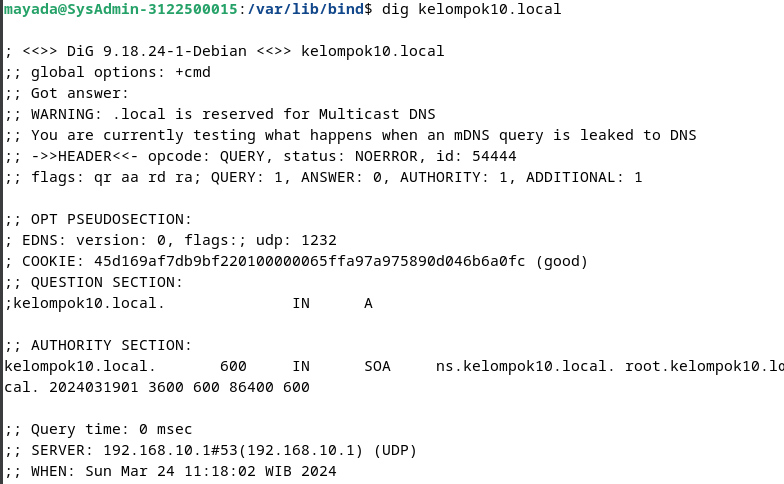 mayada@SysAdmin-3122500015:/var/lib/bind$ dig kelompok10.local
; <<>> DiG 9.18.24-1-Debian <<>> kelompok10.local
;; global options: +cmd
;; Got answer:
;; WARNING: .local is reserved for Multicast DNS
;; You are currently testing what happens when an mDNS query is leaked to DNS
;; ->>HEADER<<- opcode: QUERY, status: NOERROR, id: 54444
;; flags: qr aa rd ra; QUERY: 1, ANSWER: 0, AUTHORITY: 1, ADDITIONAL: 1
;; OPT PSEUDOSECTION:
; EDNS: version: 0, flags:; udp: 1232
; COOKIE: 45d169af7db9bf220100000065ffa97a975890d046b6a0fc (good)
;; QUESTION SECTION:
;kelompok10.local. IN A
;; AUTHORITY SECTION:
kelompok10.local. 600 IN SOA ns.kelompok10.local. root.kelompok10.lo
cal. 2024031901 3600 600 86400 600
;; Query time: 0 msec
;; SERVER: 192.168.10.1#53(192.168.10.1) (UDP)
;; WHEN: Sun Mar 24 11:18:02 WIB 2024